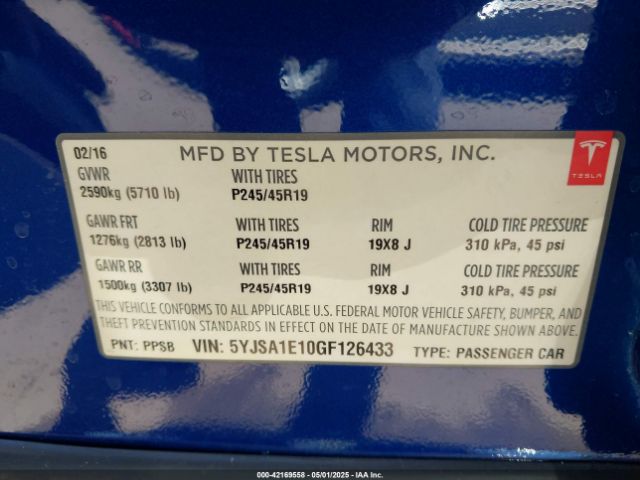 02/16 MFD BY TESLA MOTORS, INC.
TESLA
GVWR WITH TIRES
2590kg (5710 lb) P245/45R19
GAWR FRT WITH TIRES RIM COLD TIRE PRESSURE
1276kg (2813 lb) P245/45R19 19X8 J 310 kPa, 45 psi
GAWR RR WITH TIRES RIM COLD TIRE PRESSURE
1500kg (3307 lb) P245/45R19 19X8 J 310 kPa, 45 psi
THIS VEHICLE CONFORMS TO ALL APPLICABLE U.S. FEDERAL MOTOR VEHICLE SAFETY, BUMPER, AND
THEFT PREVENTION STANDARDS IN EFFECT ON THE DATE OF MANUFACTURE SHOWN ABOVE.
PNT: PPSB VIN: 5YJSA1E10GF126433 TYPE: PASSENGER CAR
000-42169558 - 05/01/2025 - IAA Inc.